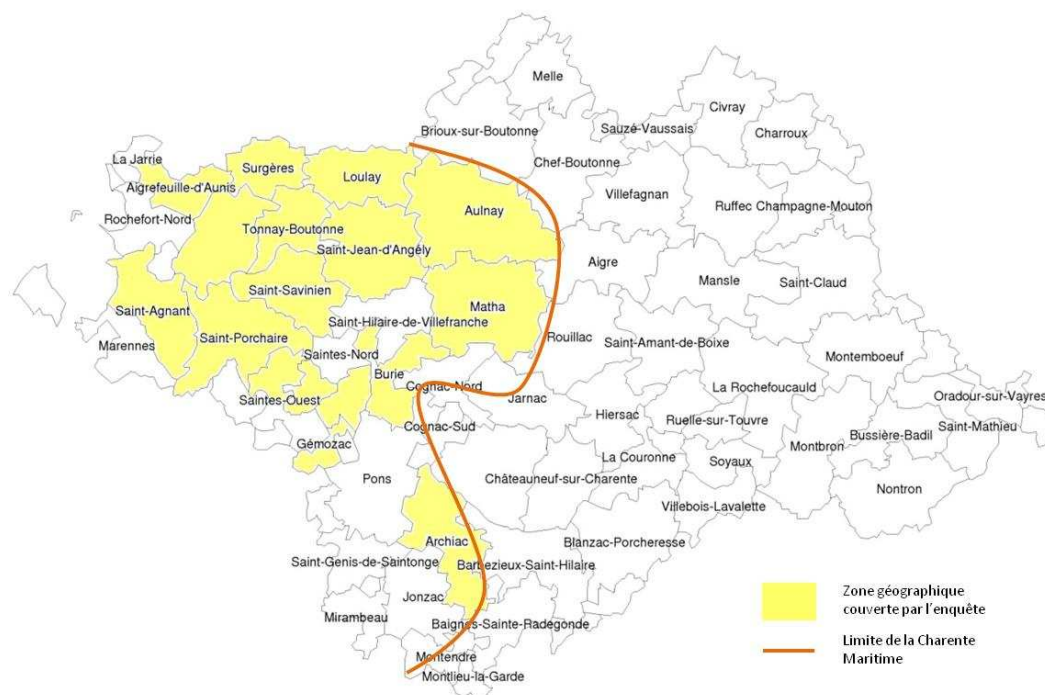 Melle
Civray
Brioux-sur-Boutonne
Sauzé-Vaussais
Charroux
La Jarrie
Surgères
Chef-Boutonne
Aigrefeuille-d'Aunis
Loulay
Villefagnan
Rochefort-Nord
Aulnay
Ruffec
Champagne-Mouton
Tonnay-Boutonne
Saint-Jean-d'Angély
Aigre
Mansle
Saint-Claud
Saint-Savinien
Saint-Agnant
Matha
Saint-Hilaire-de-Villefranche
Saint-Porchaire
Rouillac
Marennes
Saint-Amant-de-Boixe
Saintes-Nord
Montemboeuf
Burie
Cognac-Nord
La Rochefoucauld
Saintes-Ouest
Jarnac
Oradour-sur-Vayres
Hiersac
Ruelle-sur-Touvre
Cognac-Sud
Saint-Mathieu
Bussière-Badil
Gémozac
Montbron
La Couronne
Soyaux
Pons
Châteauneuf-sur-Charente
Nontron
Villebois-Lavalette
Archiac
Blanzac-Porcheresse
Saint-Genis-de-Saintonge
Barbezieux-Saint-Hilaire
Jonzac
Mirambeau
Baignes-Sainte-Radegonde
Montendre
Montlieu-la-Garde
Zone géographique
couverte par l'enquête
Limite de la Charente
Maritime